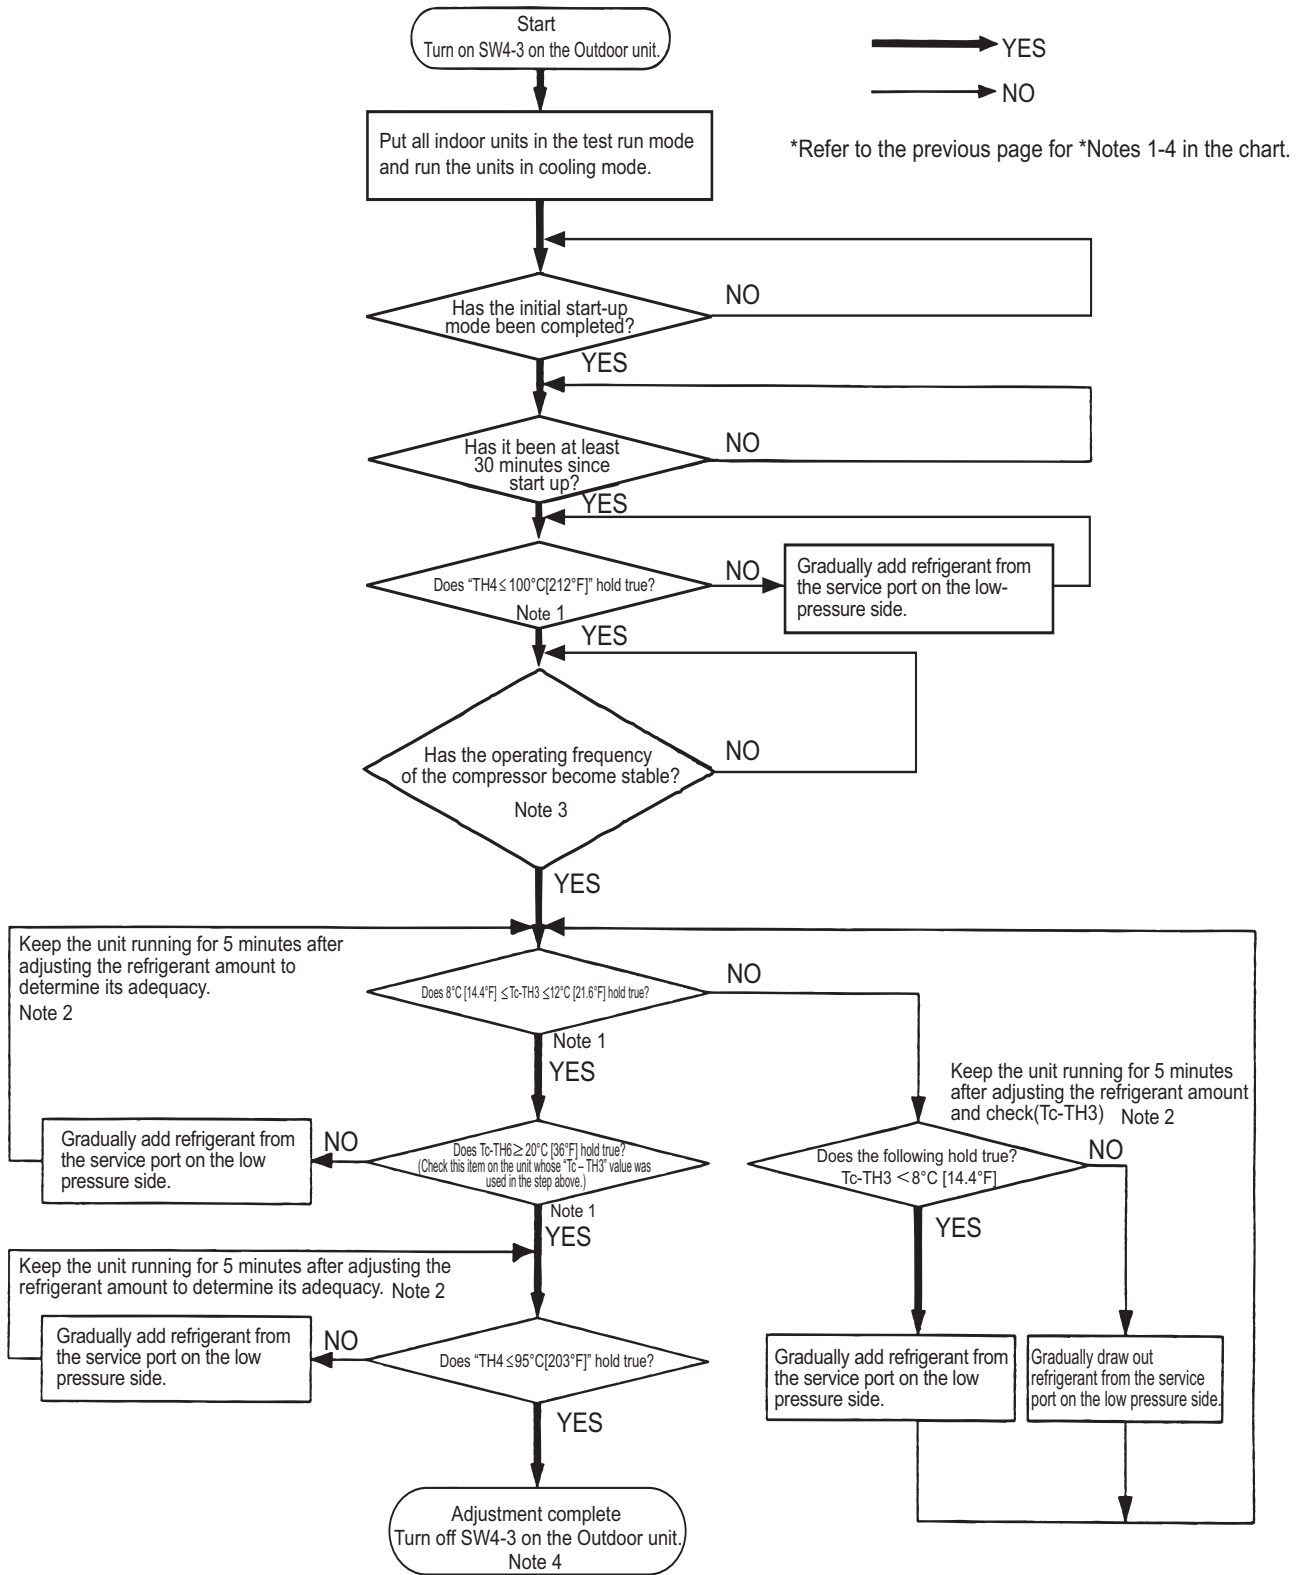 Start
Turn on SW4-3 on the Outdoor unit.
YES
NO
*Refer to the previous page for *Notes 1-4 in the chart.
Put all indoor units in the test run mode
and run the units in cooling mode.
Has the initial start-up
mode been completed?
NO
YES
Has it been at least
30 minutes since
start up?
NO
YES
Does “TH4≤100°C[212°F]” hold true?
Note 1
NO
Gradually add refrigerant from
the service port on the low-
pressure side.
YES
Has the operating frequency
of the compressor become stable?
Note 3
NO
YES
Keep the unit running for 5 minutes after
adjusting the refrigerant amount to
determine its adequacy.
Note 2
Does 8°C [14.4°F] ≤Tc-TH3 ≤12°C [21.6°F] hold true?
NO
Note 1
YES
Keep the unit running for 5 minutes
after adjusting the refrigerant amount
and check(Tc-TH3) Note 2
Gradually add refrigerant from
the service port on the low
pressure side.
NO
Does Tc-TH6≥20°C [36°F] hold true?
(Check this item on the unit whose “Tc – TH3” value was
used in the step above.)
Note 1
YES
Does the following hold true?
Tc-TH3 <8°C [14.4°F]
NO
YES
Keep the unit running for 5 minutes after adjusting the
refrigerant amount to determine its adequacy. Note 2
Gradually add refrigerant from
the service port on the low
pressure side.
NO
Does “TH4≤95°C[203°F]” hold true?
YES
Gradually add refrigerant from
the service port on the low
pressure side.
Gradually draw out
refrigerant from the service
port on the low pressure side.
Adjustment complete
Turn off SW4-3 on the Outdoor unit.
Note 4